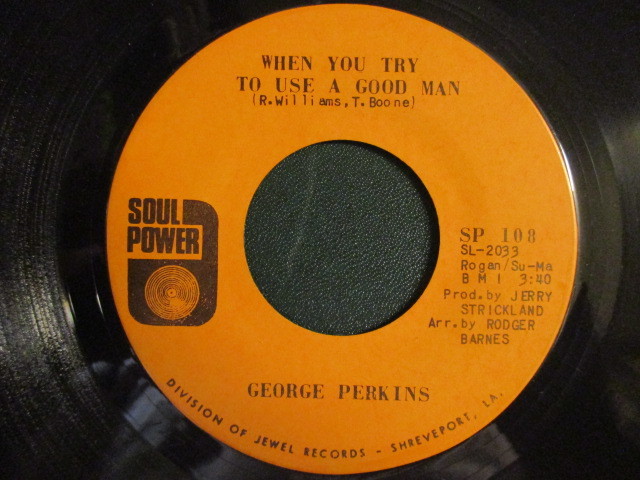 WHEN YOU TRY
TO USE A GOOD MAN
(R.Williams, T.Boone)
SOUL
POWER
SP 108
SL-2033
Rogan/Su-Ma
BMI 3:40
Prod.by JERRY
STRICKLAND
Arr.by RODGER
BARNES
GEORGE PERKINS
DIVISION OF JEWEL RECORDS - SHREVEPORT, LA.